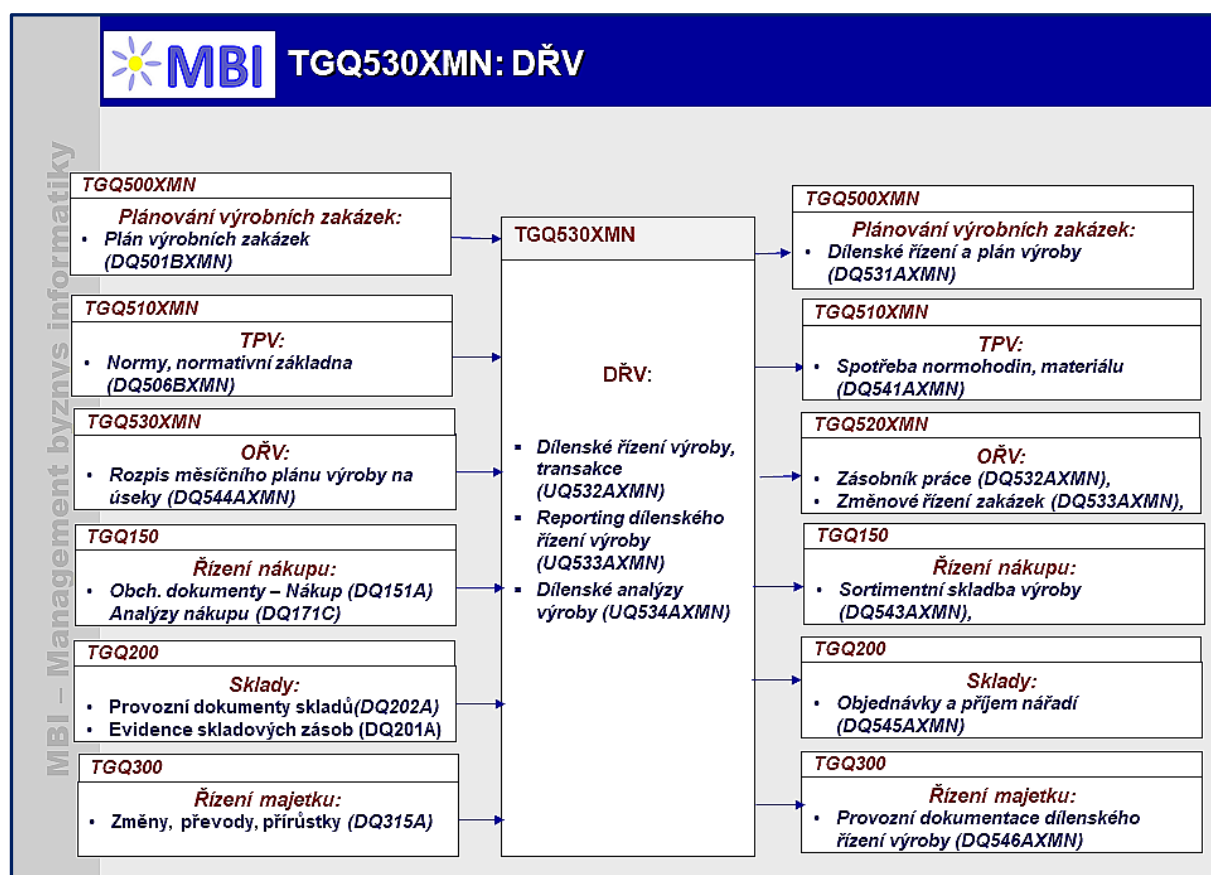 MBI
TGQ530XMN: DŘV
MBI – Management byznys informatiky
TGQ500XMN
Plánování výrobních zakázek:
• Plán výrobních zakázek
(DQ501BXMN)
TGQ510XMN
TPV:
• Normy, normativní základna
(DQ506BXMN)
TGQ530XMN
OŘV:
• Rozpis měsíčního plánu výroby na
úseky (DQ544AXMN)
TGQ150
Řízení nákupu:
• Obch. dokumenty – Nákup (DQ151A)
Analýzy nákupu (DQ171C)
TGQ200
Sklady:
• Provozní dokumenty skladů(DQ202A)
• Evidence skladových zásob (DQ201A)
TGQ300
Řízení majetku:
• Změny, převody, přírůstky (DQ315A)
TGQ530XMN
DŘV:
▪ Dílenské řízení výroby,
transakce
(UQ532AXMN)
▪ Reporting dílenského
řízení výroby
(UQ533AXMN)
▪ Dílenské analýzy
výroby (UQ534AXMN)
TGQ500XMN
Plánování výrobních zakázek:
• Dílenské řízení a plán výroby
(DQ531AXMN)
TGQ510XMN
TPV:
• Spotřeba normohodin, materiálu
(DQ541AXMN)
TGQ520XMN
OŘV:
• Zásobník práce (DQ532AXMN),
• Změnové řízení zakázek (DQ533AXMN),
TGQ150
Řízení nákupu:
• Sortimentní skladba výroby
(DQ543AXMN),
TGQ200
Sklady:
• Objednávky a příjem nářadí
(DQ545AXMN)
TGQ300
Řízení majetku:
• Provozní dokumentace dílenského
řízení výroby (DQ546AXMN)